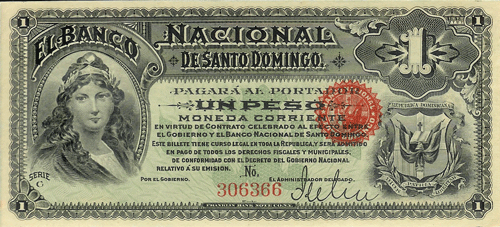 1 1
EL BANCO NACIONAL
DE SANTO DOMINGO.
1
PAGARÁ AL PORTADOR
UN PESO
MONEDA CORRIENTE
EN VIRTUD DE CONTRATO CELEBRADO AL EFECTO ENTRE
EL GOBIERNO Y EL BANCO NACIONAL DE SANTO DOMINGO.
ESTE BILLETE TIENE CURSO LEGAL EN TODA LA REPUBLICA, Y SERÁ ADMITIDO
EN PAGO DE TODOS LOS DERECHOS FISCALES Y MUNICIPALES,
DE CONFORMIDAD CON EL DECRETO DEL GOBIERNO NACIONAL
RELATIVO A SU EMISION.
REPUBLICA DOMINICANA
SERIE
C
No.
POR EL GOBIERNO.
306366
EL ADMINISTRADOR DELEGADO.
1 1